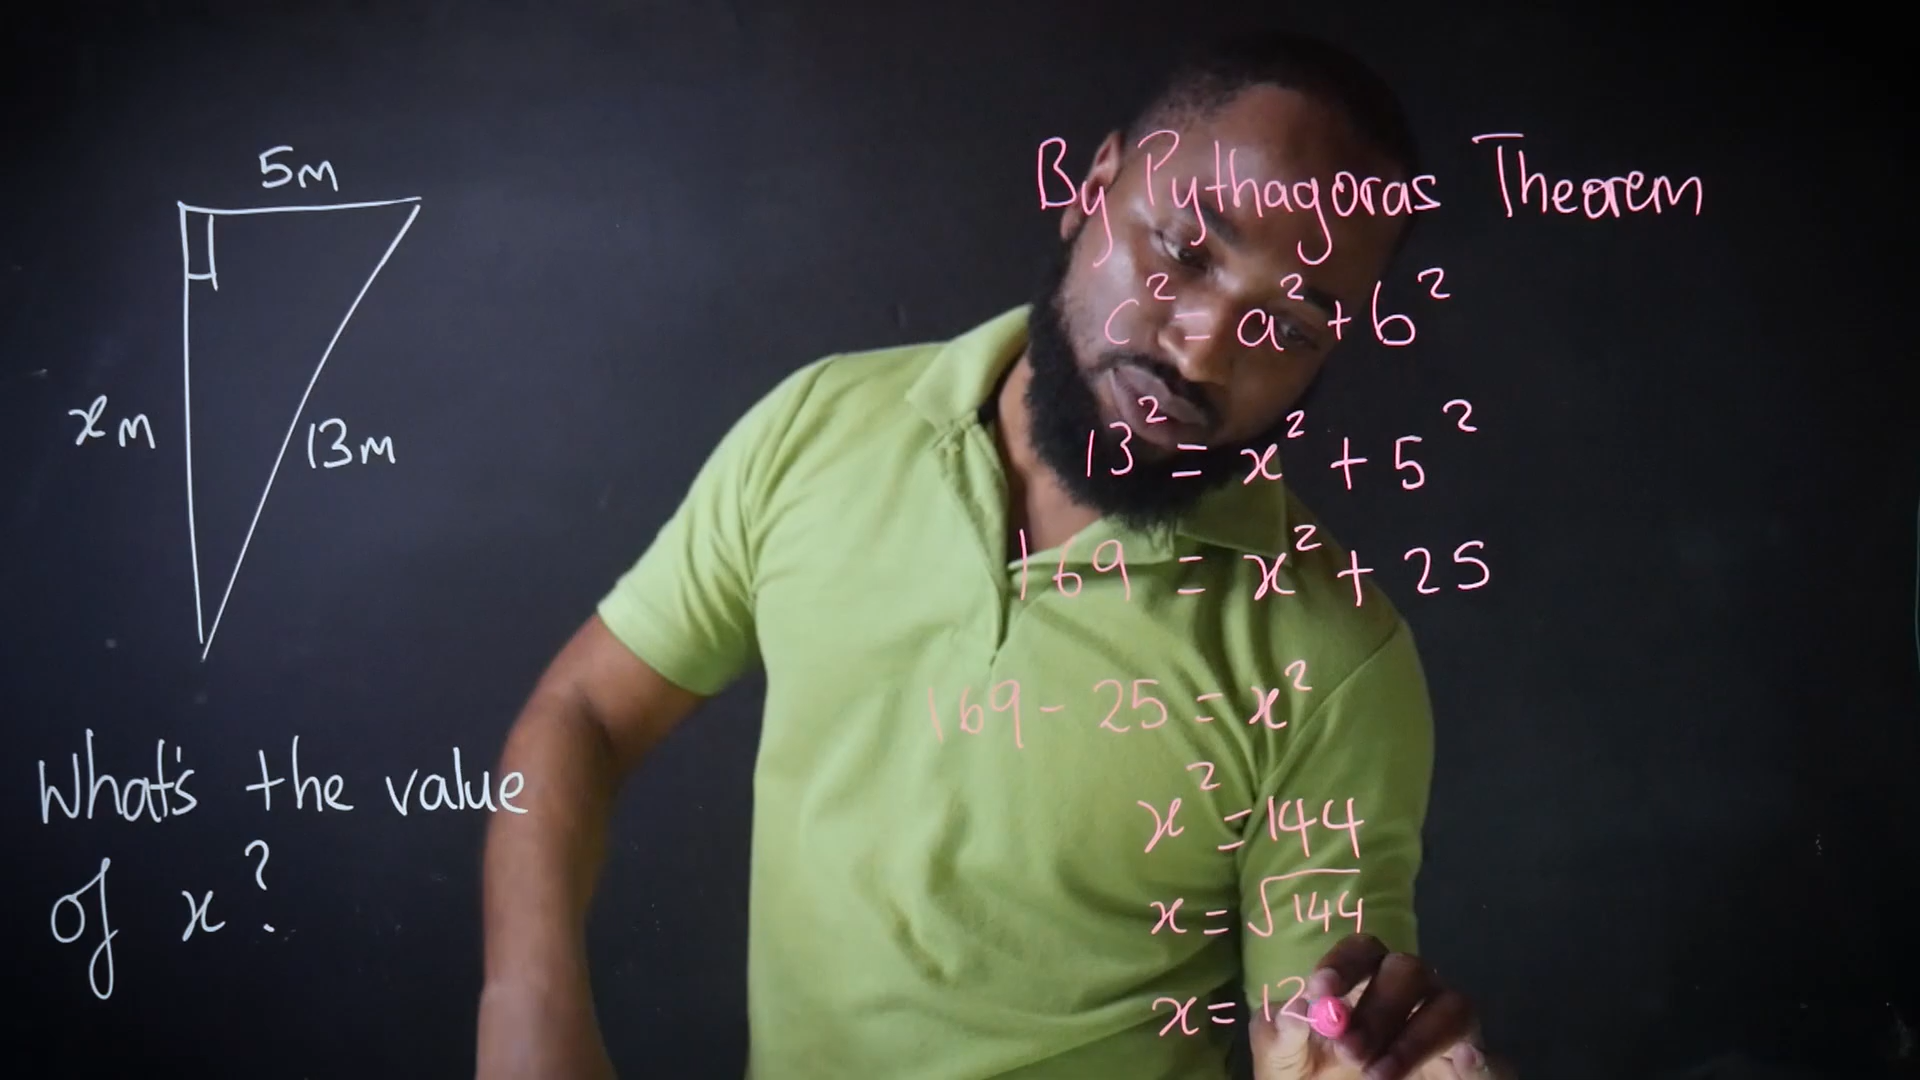 5m
xm
13m
What's the value
of x?
By Pythagoras Theorem
c² = a² + b²
13² = x² + 5²
169 = x² + 25
169 - 25 = x²
x² = 144
x = √144
x = 12